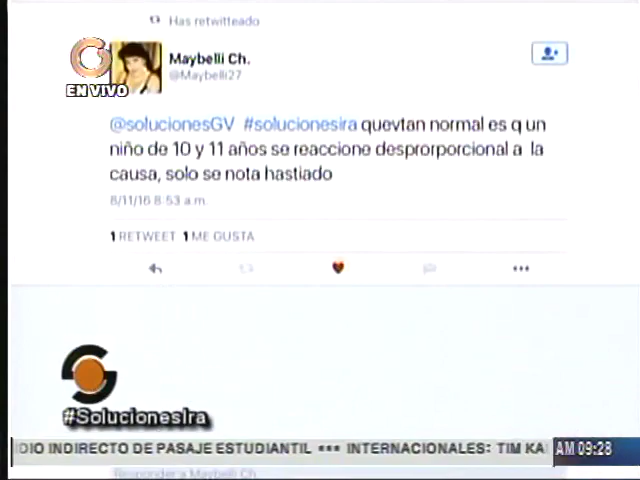 Has retwitteado
Maybelli Ch.
@Maybelli27
EN VIVO
@solucionesGV #solucionesira quevtan normal es q un
niño de 10 y 11 años se reaccione desprorporcional a la
causa, solo se nota hastiado
8/11/16 8:53 a.m.
1 RETWEET 1 ME GUSTA
#SolucionesIra
DIO INDIRECTO DE PASAJE ESTUDIANTIL *** INTERNACIONALES: TIM KA
AM 09:28
Responder a Maybelli Ch.